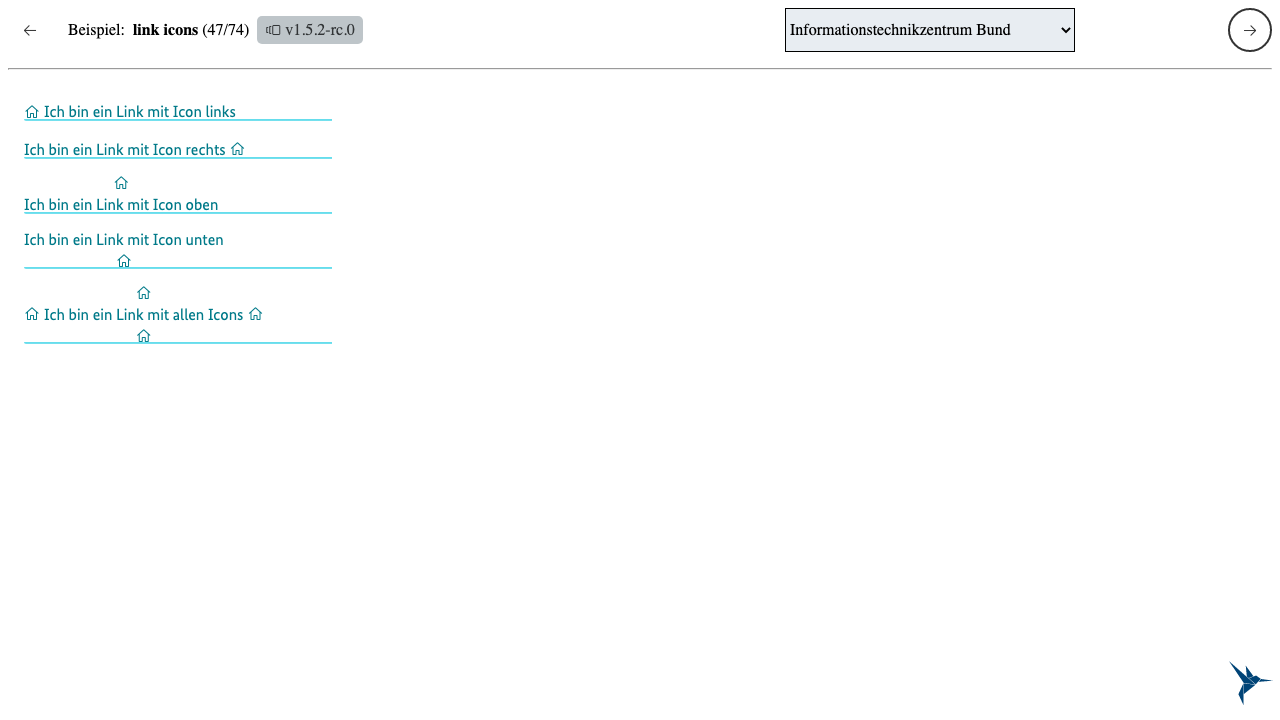 Beispiel: link icons (47/74) v1.5.2-rc.0 Informationstechnikzentrum Bund
Ich bin ein Link mit Icon links
Ich bin ein Link mit Icon rechts
Ich bin ein Link mit Icon oben
Ich bin ein Link mit Icon unten
Ich bin ein Link mit allen Icons